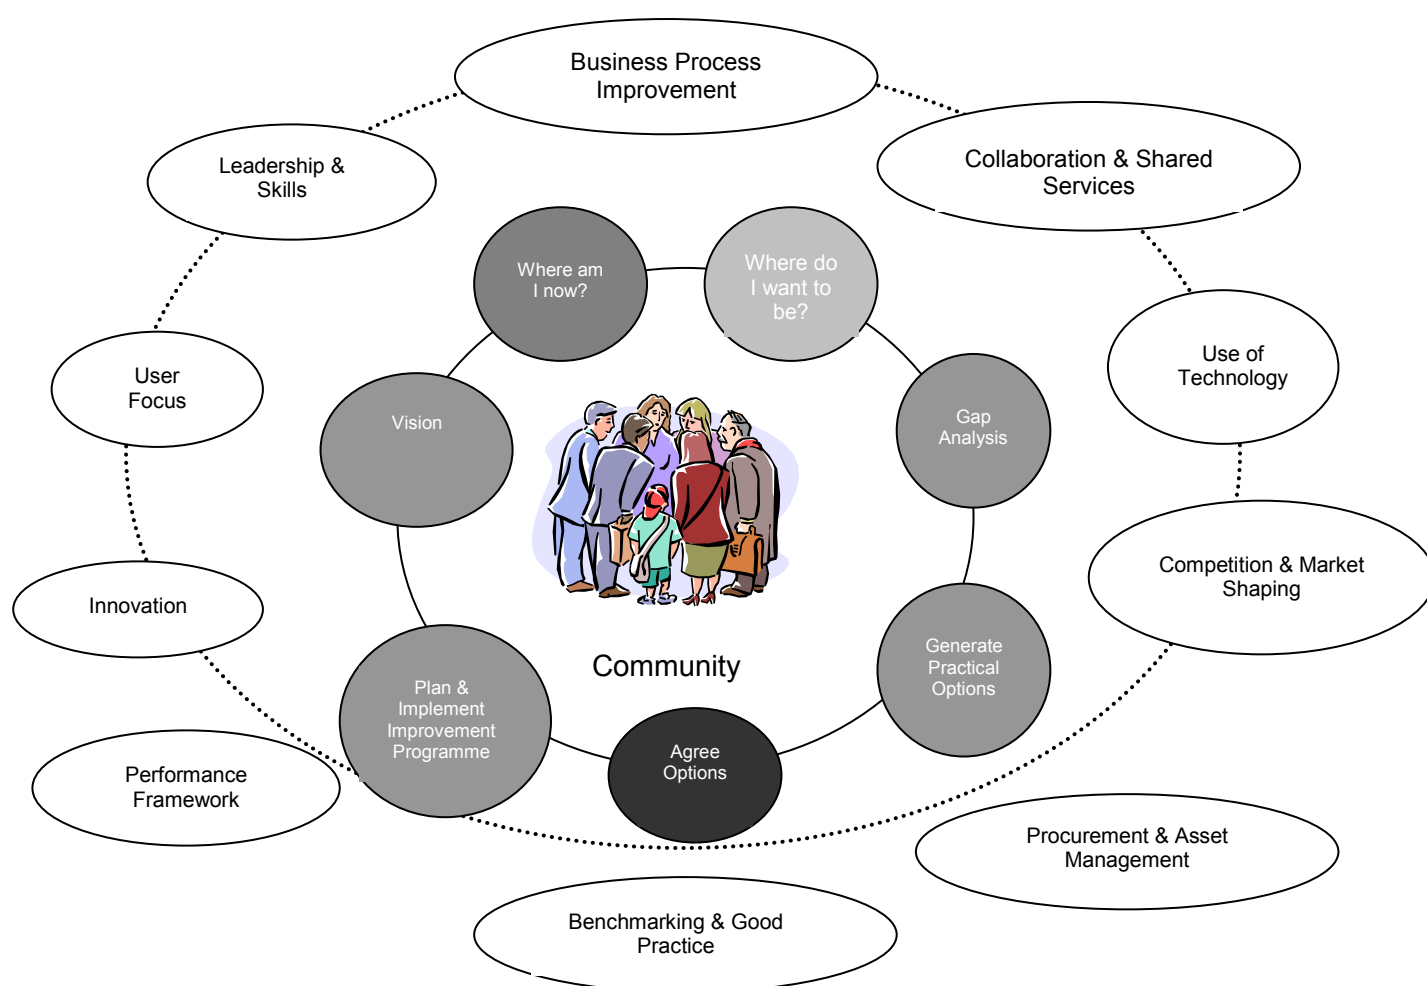 Business Process
Improvement
Leadership &
Skills
Collaboration & Shared
Services
Where am
I now?
Where do
I want to
be?
User
Focus
Use of
Technology
Vision
Gap
Analysis
Innovation
Competition & Market
Shaping
Community
Generate
Practical
Options
Plan &
Implement
Improvement
Programme
Agree
Options
Performance
Framework
Procurement & Asset
Management
Benchmarking & Good
Practice